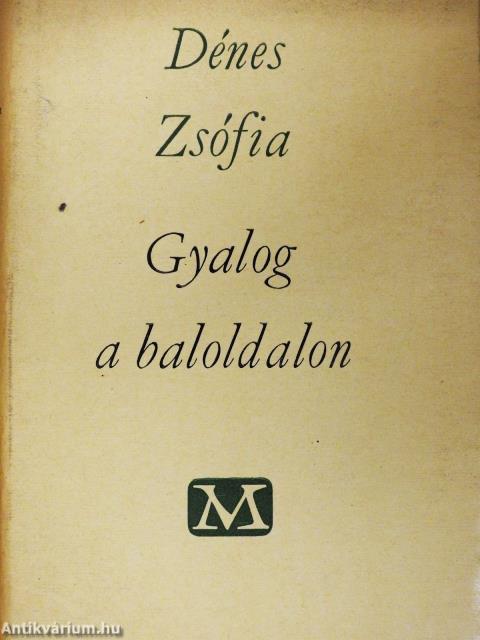 Dénes
Zsófia
Gyalog
a baloldalon
M
Antikvárium.hu